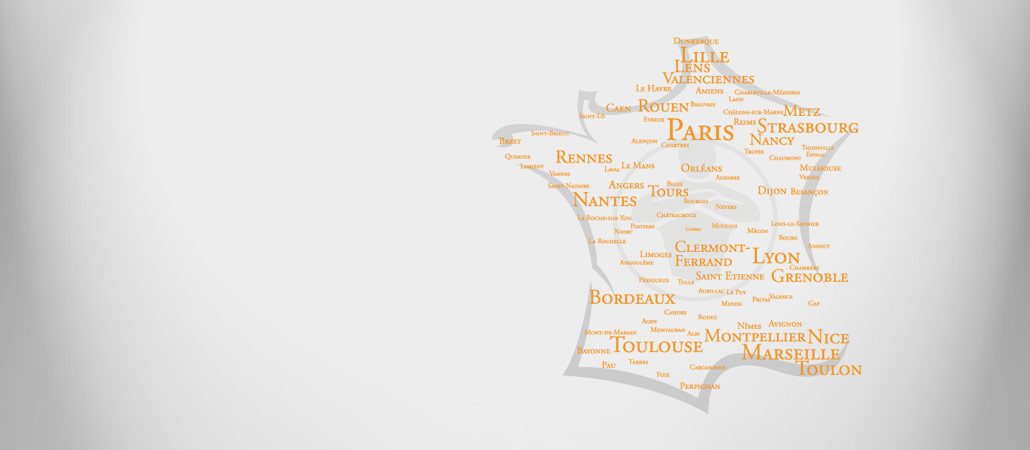 Dunkerque
Lille
Lens
Valenciennes
Le Havre
Amiens
Charleville-Mézières
Laon
Caen
Rouen
Beauvais
Saint-Lô
Evreux
Châlons-sur-Marne
Metz
Reims
Strasbourg
Paris
Saint-Brieuc
Brest
Alençon
Chartres
Nancy
Troyes
Thionville
Epinal
Quimper
Lorient
Rennes
Chaumont
Vannes
Laval
Le Mans
Orléans
Mulhouse
Vesoul
Auxerre
Saint-Nazaire
Angers
Blois
Tours
Dijon
Besançon
Nantes
Bourges
Nevers
La Roche-sur-Yon
Châteauroux
Poitiers
Niort
Moulins
Mâcon
Lons-le-Saunier
La Rochelle
Bourg
Annecy
Clermont-
Ferrand
Limoges
Angoulême
Lyon
Chambéry
Grenoble
Saint Etienne
Périgueux
Tulle
Aurillac
Le Puy
Bordeaux
Privas
Valence
Mende
Gap
Cahors
Rodez
Agen
Nîmes
Avignon
Mont-de-Marsan
Montauban
Albi
Montpellier
Nice
Toulouse
Bayonne
Marseille
Pau
Tarbes
Foix
Carcassonne
Toulon
Perpignan